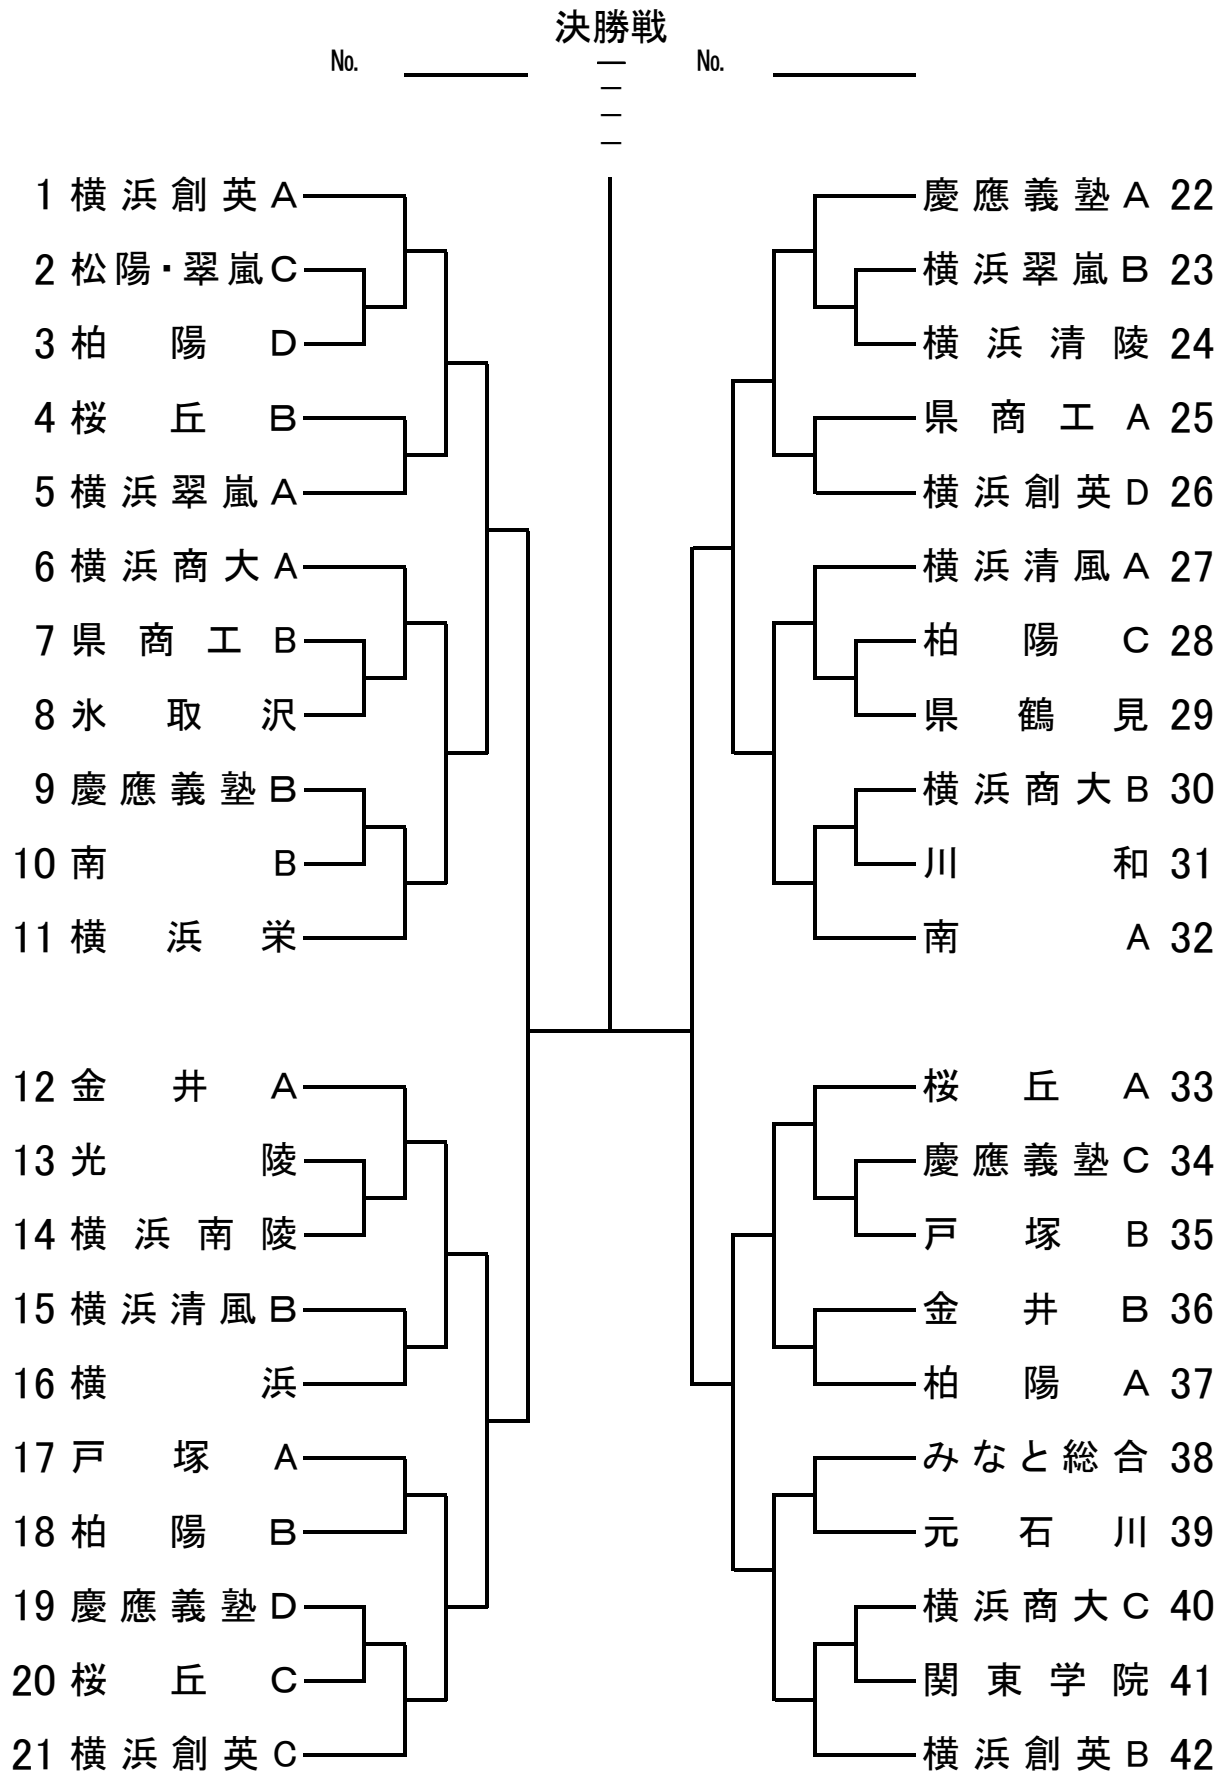 決勝戦
№.
№.
1 横浜創英A
2 松陽・翠嵐C
3 柏陽D
4 桜丘B
5 横浜翠嵐A
6 横浜商大A
7 県商工B
8 氷取沢
9 慶應義塾B
10 南B
11 横浜栄
12 金井A
13 光陵
14 横浜南陵
15 横浜清風B
16 横浜
17 戸塚A
18 柏陽B
19 慶應義塾D
20 桜丘C
21 横浜創英C
慶應義塾A 22
横浜翠嵐B 23
横浜清陵 24
県商工A 25
横浜創英D 26
横浜清風A 27
柏陽C 28
県鶴見 29
横浜商大B 30
川和 31
南A 32
桜丘A 33
慶應義塾C 34
戸塚B 35
金井B 36
柏陽A 37
みなと総合 38
元石川 39
横浜商大C 40
関東学院 41
横浜創英B 42